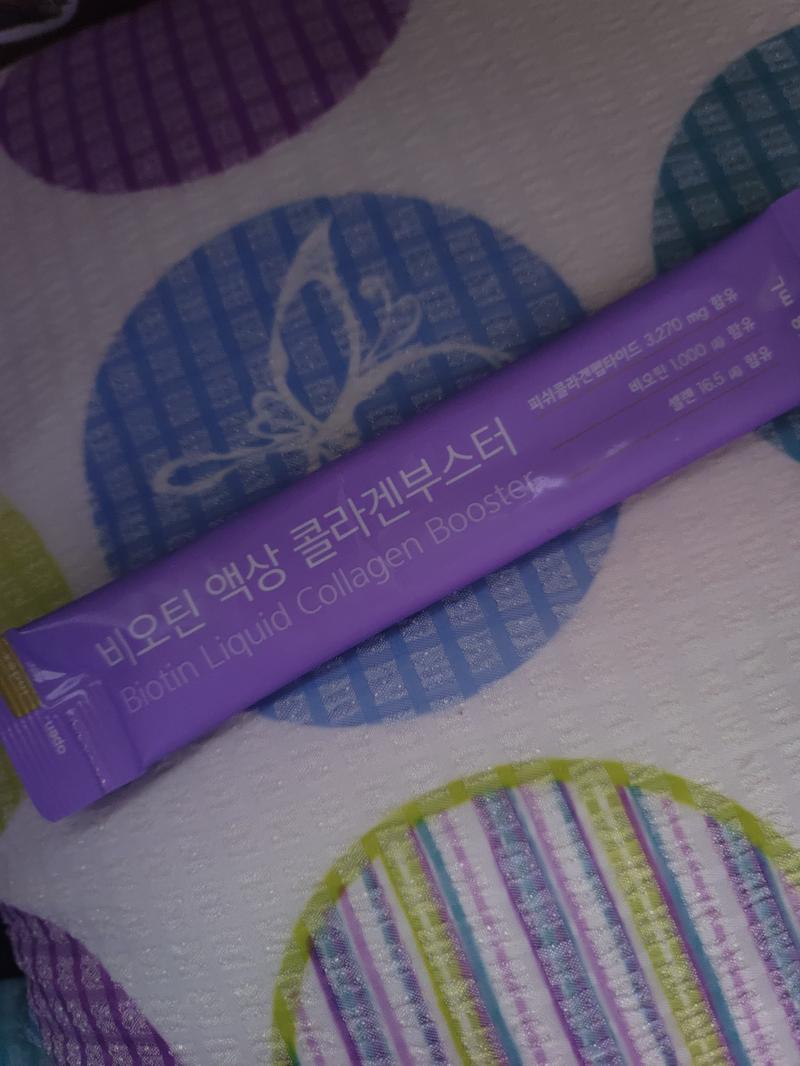 비오틴 액상 콜라겐부스터
Biotin Liquid Collagen Booster
피쉬콜라겐펩타이드 3,270 mg 함유
비오틴 1,000 ㎍ 함유
셀렌 16.5 ㎍ 함유
open